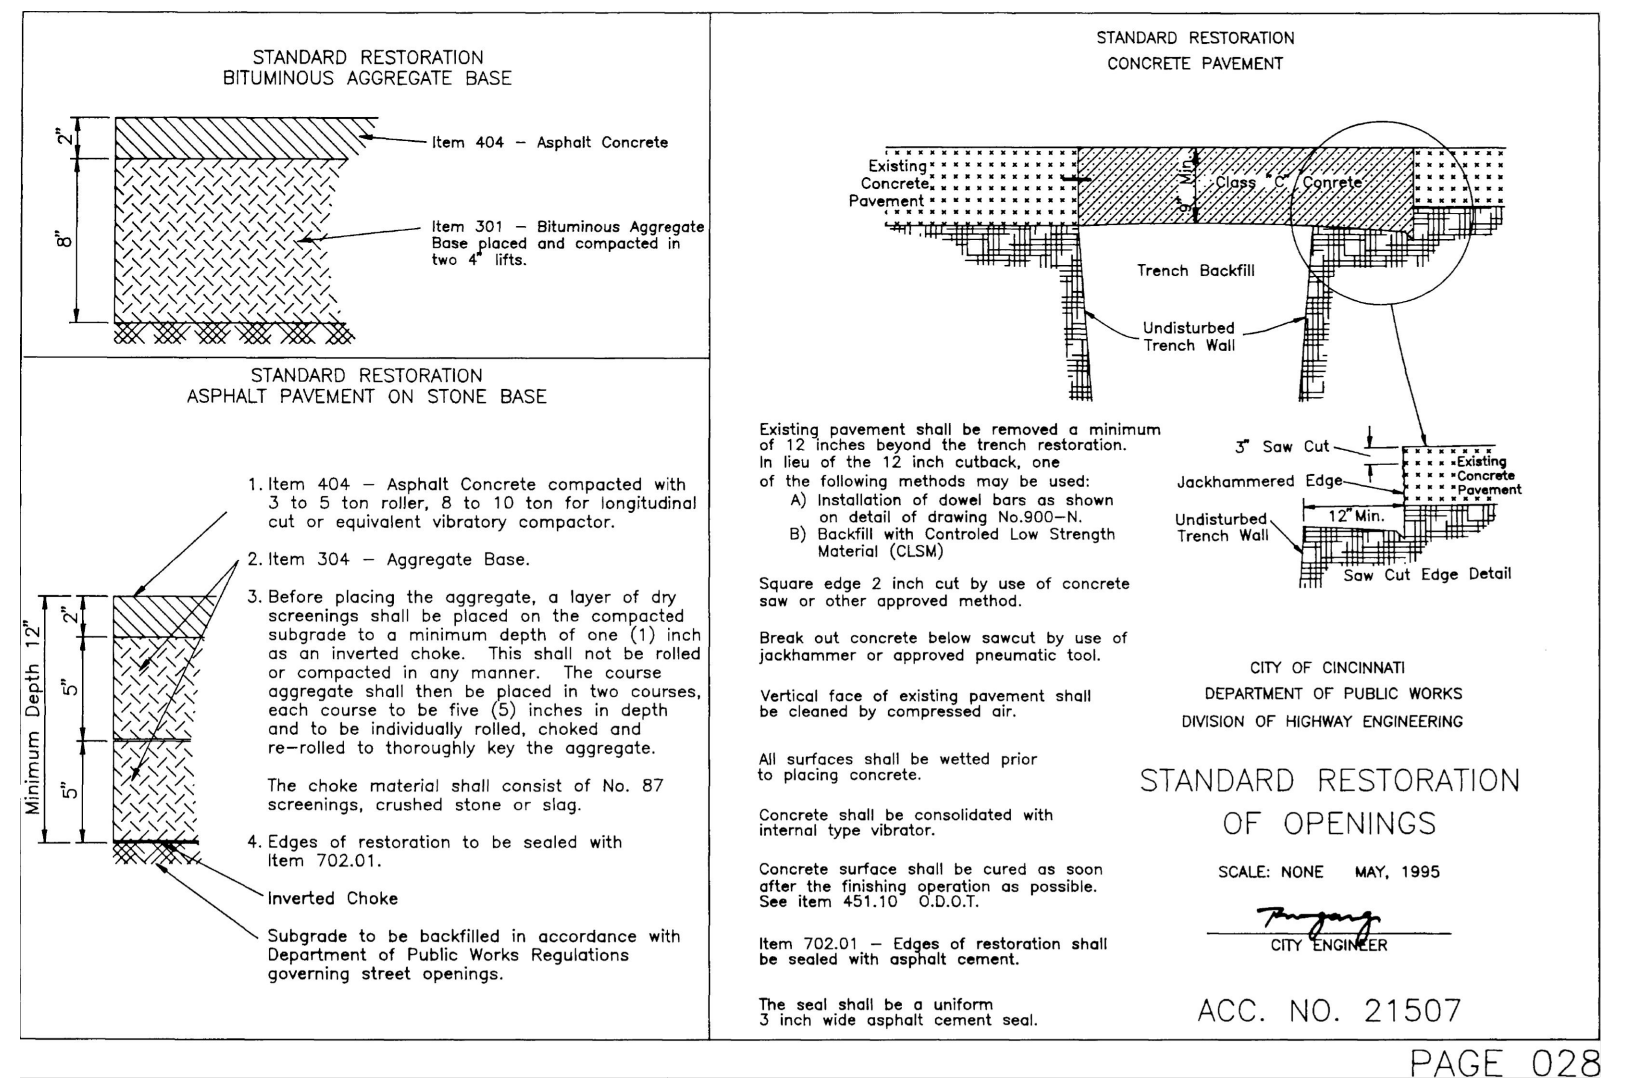 STANDARD RESTORATION
BITUMINOUS AGGREGATE BASE
2"
Item 404 – Asphalt Concrete
8"
Item 301 – Bituminous Aggregate
Base placed and compacted in
two 4" lifts.
STANDARD RESTORATION
ASPHALT PAVEMENT ON STONE BASE
1. Item 404 – Asphalt Concrete compacted with
3 to 5 ton roller, 8 to 10 ton for longitudinal
cut or equivalent vibratory compactor.
2. Item 304 – Aggregate Base.
3. Before placing the aggregate, a layer of dry
screenings shall be placed on the compacted
subgrade to a minimum depth of one (1) inch
as an inverted choke. This shall not be rolled
or compacted in any manner. The course
aggregate shall then be placed in two courses,
each course to be five (5) inches in depth
and to be individually rolled, choked and
re-rolled to thoroughly key the aggregate.
The choke material shall consist of No. 87
screenings, crushed stone or slag.
4. Edges of restoration to be sealed with
Item 702.01.
Inverted Choke
Subgrade to be backfilled in accordance with
Department of Public Works Regulations
governing street openings.
Minimum Depth 12"
2"
5"
5"
STANDARD RESTORATION
CONCRETE PAVEMENT
Existing
Concrete
Pavement
9" Min.
Class "C" Conrete
Trench Backfill
Undisturbed
Trench Wall
Existing pavement shall be removed a minimum
of 12 inches beyond the trench restoration.
In lieu of the 12 inch cutback, one
of the following methods may be used:
A) Installation of dowel bars as shown
on detail of drawing No.900–N.
B) Backfill with Controled Low Strength
Material (CLSM)
Square edge 2 inch cut by use of concrete
saw or other approved method.
Break out concrete below sawcut by use of
jackhammer or approved pneumatic tool.
Vertical face of existing pavement shall
be cleaned by compressed air.
All surfaces shall be wetted prior
to placing concrete.
Concrete shall be consolidated with
internal type vibrator.
Concrete surface shall be cured as soon
after the finishing operation as possible.
See item 451.10 O.D.O.T.
Item 702.01 – Edges of restoration shall
be sealed with asphalt cement.
The seal shall be a uniform
3 inch wide asphalt cement seal.
3" Saw Cut
Existing
Concrete
Pavement
Jackhammered Edge
12" Min.
Undisturbed
Trench Wall
Saw Cut Edge Detail
CITY OF CINCINNATI
DEPARTMENT OF PUBLIC WORKS
DIVISION OF HIGHWAY ENGINEERING
STANDARD RESTORATION
OF OPENINGS
SCALE: NONE MAY, 1995
CITY ENGINEER
ACC. NO. 21507
PAGE 028